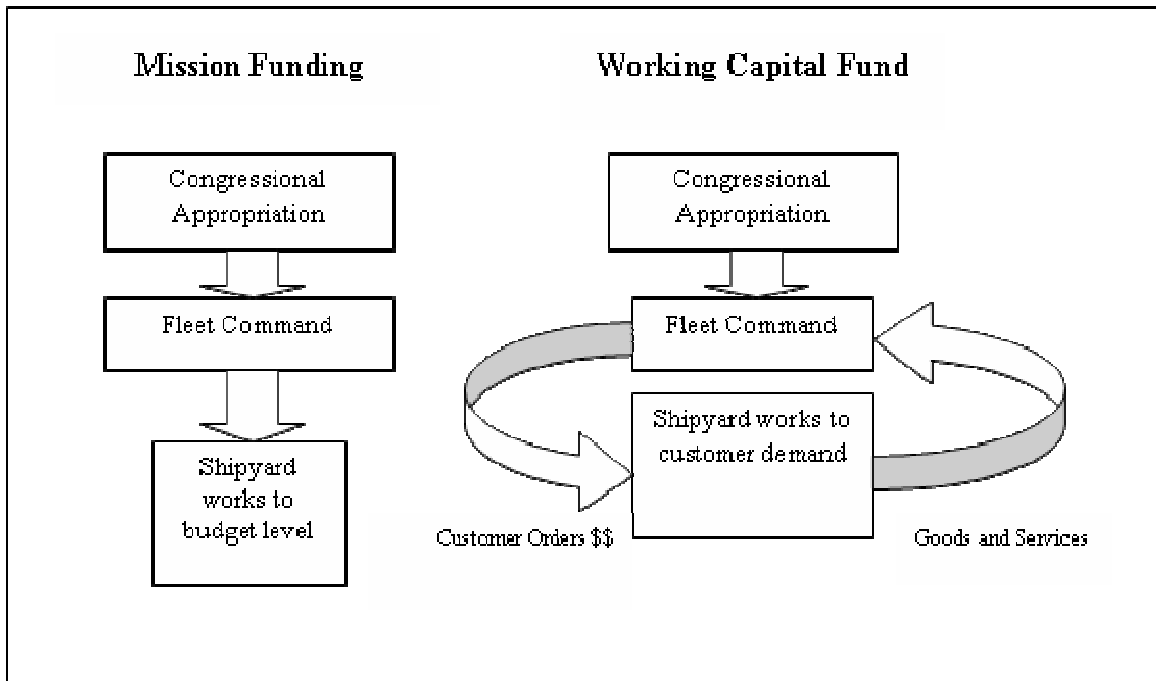 Mission Funding
Congressional
Appropriation
Fleet Command
Shipyard
works to
budget level
Working Capital Fund
Congressional
Appropriation
Fleet Command
Shipyard works to
customer demand
Customer Orders $$
Goods and Services